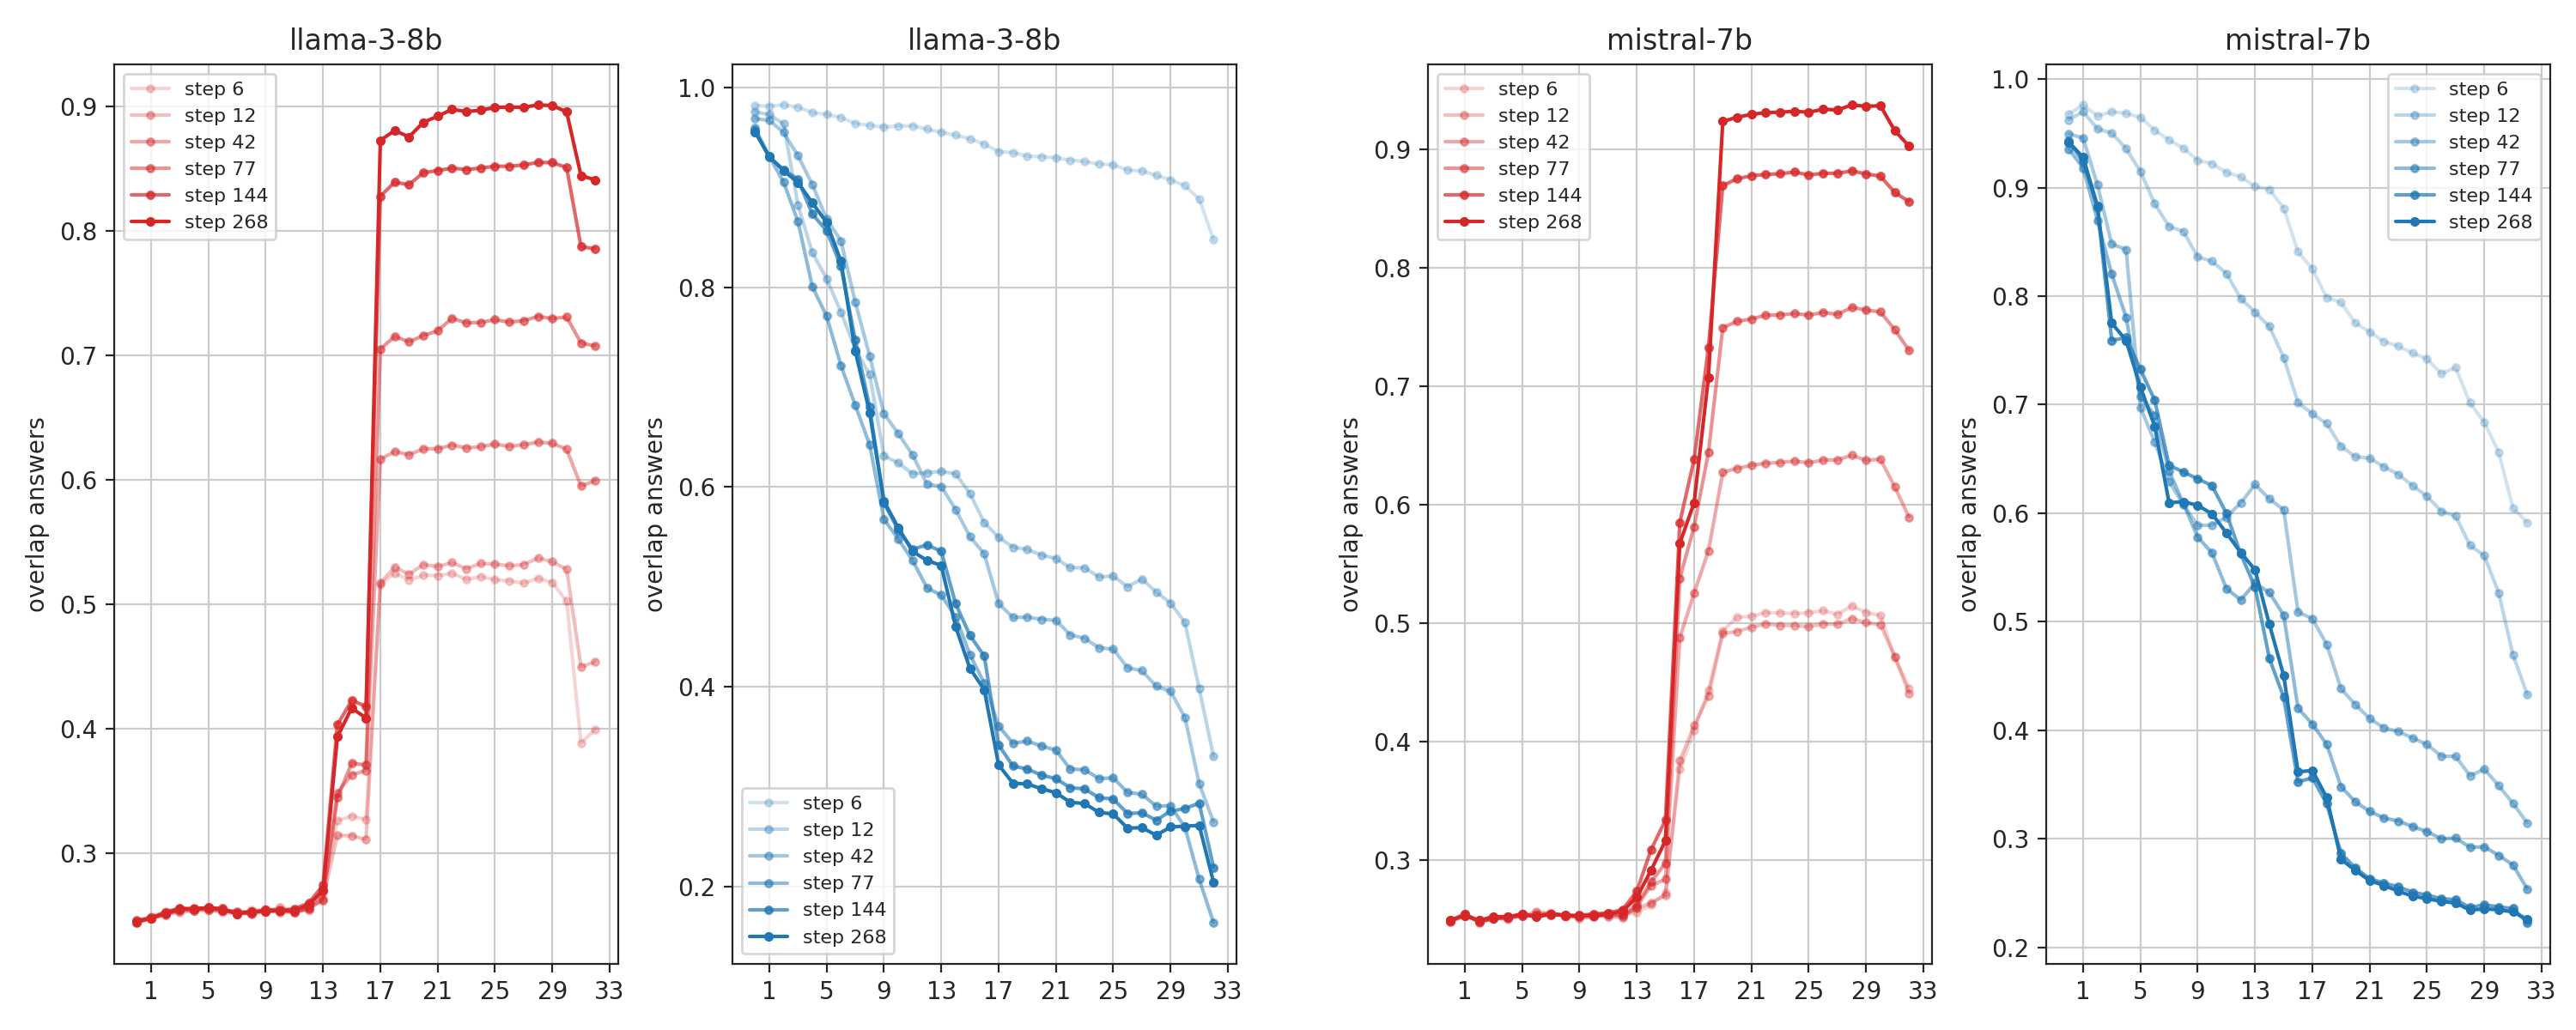 llama-3-8b
overlap answers
0.9
0.8
0.7
0.6
0.5
0.4
0.3
1 5 9 13 17 21 25 29 33
step 6
step 12
step 42
step 77
step 144
step 268
llama-3-8b
overlap answers
1.0
0.8
0.6
0.4
0.2
1 5 9 13 17 21 25 29 33
step 6
step 12
step 42
step 77
step 144
step 268
mistral-7b
overlap answers
0.9
0.8
0.7
0.6
0.5
0.4
0.3
1 5 9 13 17 21 25 29 33
step 6
step 12
step 42
step 77
step 144
step 268
mistral-7b
overlap answers
1.0
0.9
0.8
0.7
0.6
0.5
0.4
0.3
0.2
1 5 9 13 17 21 25 29 33
step 6
step 12
step 42
step 77
step 144
step 268